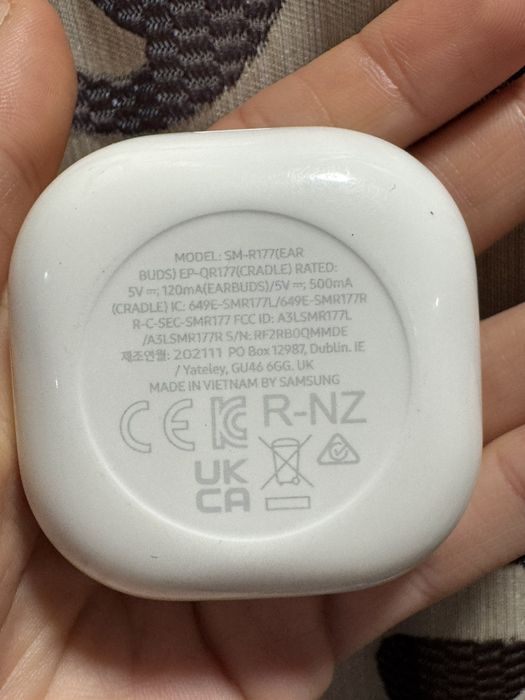 MODEL: SM-R177(EAR
BUDS) EP-QR177(CRADLE) RATED:
5V⎓; 120mA(EARBUDS)/5V⎓; 500mA
(CRADLE) IC: 649E-SMR177L/649E-SMR177R
R-C-SEC-SMR177 FCC ID: A3LSMR177L
/A3LSMR177R S/N: RF2RB0QMMDE
제조연월: 202111 PO Box 12987, Dublin. IE
/ Yateley, GU46 6GG. UK
MADE IN VIETNAM BY SAMSUNG
CE KC R-NZ
UK
CA